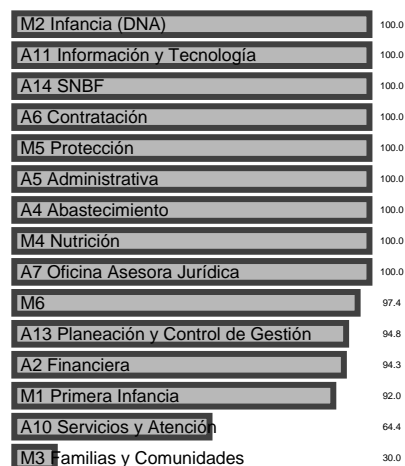 M2 Infancia (DNA) 100.0
A11 Información y Tecnología 100.0
A14 SNBF 100.0
A6 Contratación 100.0
M5 Protección 100.0
A5 Administrativa 100.0
A4 Abastecimiento 100.0
M4 Nutrición 100.0
A7 Oficina Asesora Jurídica 100.0
M6 97.4
A13 Planeación y Control de Gestión 94.8
A2 Financiera 94.3
M1 Primera Infancia 92.0
A10 Servicios y Atención 64.4
M3 Familias y Comunidades 30.0